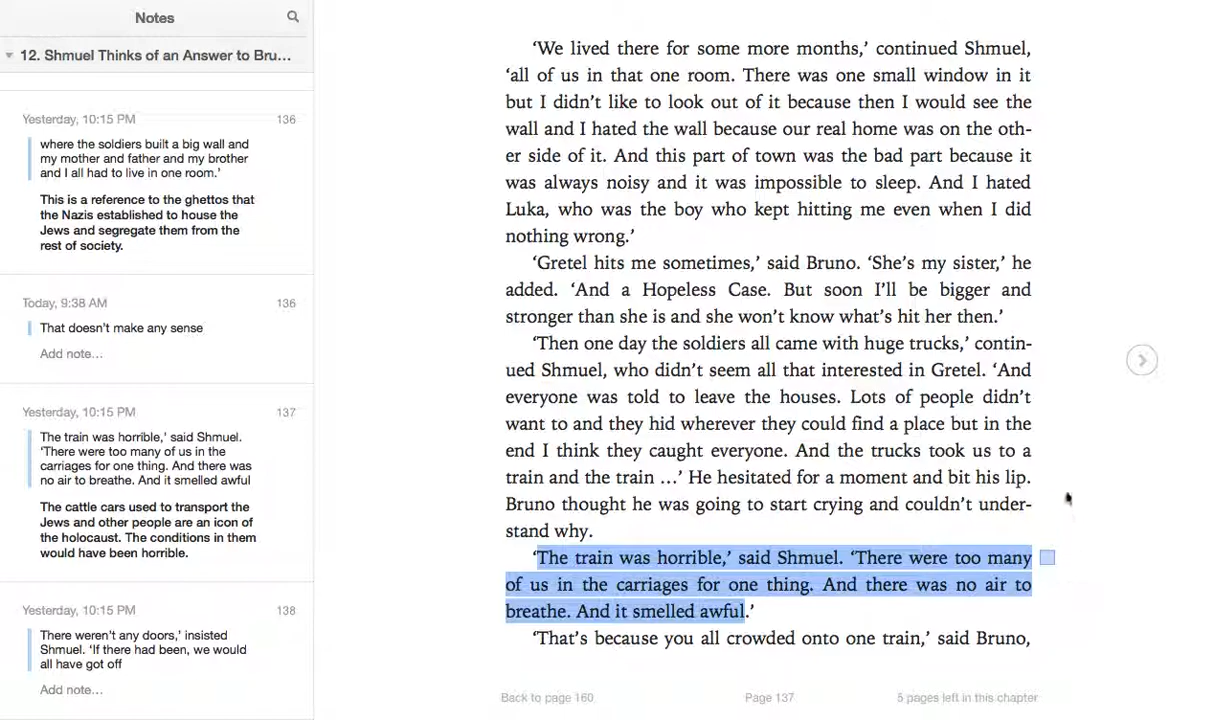 Notes
12. Shmuel Thinks of an Answer to Bru…
Yesterday, 10:15 PM 136
where the soldiers built a big wall and
my mother and father and my brother
and I all had to live in one room.’
This is a reference to the ghettos that
the Nazis established to house the
Jews and segregate them from the
rest of society.
Today, 9:38 AM 136
That doesn’t make any sense
Add note…
Yesterday, 10:15 PM 137
The train was horrible,’ said Shmuel.
‘There were too many of us in the
carriages for one thing. And there was
no air to breathe. And it smelled awful
The cattle cars used to transport the
Jews and other people are an icon of
the holocaust. The conditions in them
would have been horrible.
Yesterday, 10:15 PM 138
There weren’t any doors,’ insisted
Shmuel. ‘If there had been, we would
all have got off
Add note…
‘We lived there for some more months,’ continued Shmuel,
‘all of us in that one room. There was one small window in it
but I didn’t like to look out of it because then I would see the
wall and I hated the wall because our real home was on the oth-
er side of it. And this part of town was the bad part because it
was always noisy and it was impossible to sleep. And I hated
Luka, who was the boy who kept hitting me even when I did
nothing wrong.’
‘Gretel hits me sometimes,’ said Bruno. ‘She’s my sister,’ he
added. ‘And a Hopeless Case. But soon I’ll be bigger and
stronger than she is and she won’t know what’s hit her then.’
‘Then one day the soldiers all came with huge trucks,’ contin-
ued Shmuel, who didn’t seem all that interested in Gretel. ‘And
everyone was told to leave the houses. Lots of people didn’t
want to and they hid wherever they could find a place but in the
end I think they caught everyone. And the trucks took us to a
train and the train …’ He hesitated for a moment and bit his lip.
Bruno thought he was going to start crying and couldn’t under-
stand why.
‘The train was horrible,’ said Shmuel. ‘There were too many
of us in the carriages for one thing. And there was no air to
breathe. And it smelled awful.’
‘That’s because you all crowded onto one train,’ said Bruno,
Back to page 160 Page 137 5 pages left in this chapter